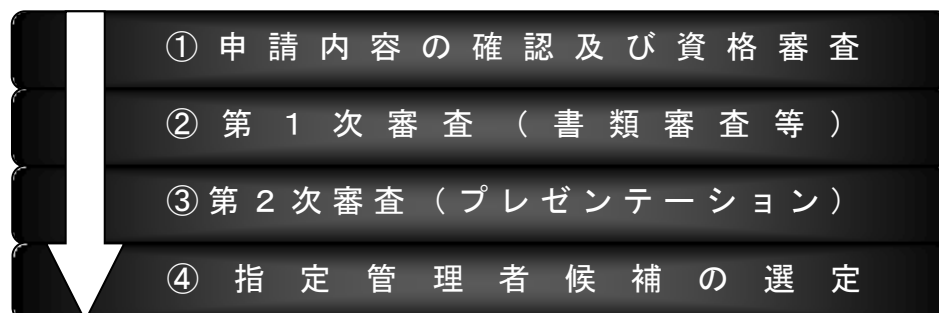 ①申請内容の確認及び資格審査
②第１次審査（書類審査等）
③第２次審査（プレゼンテーション）
④指定管理者候補の選定